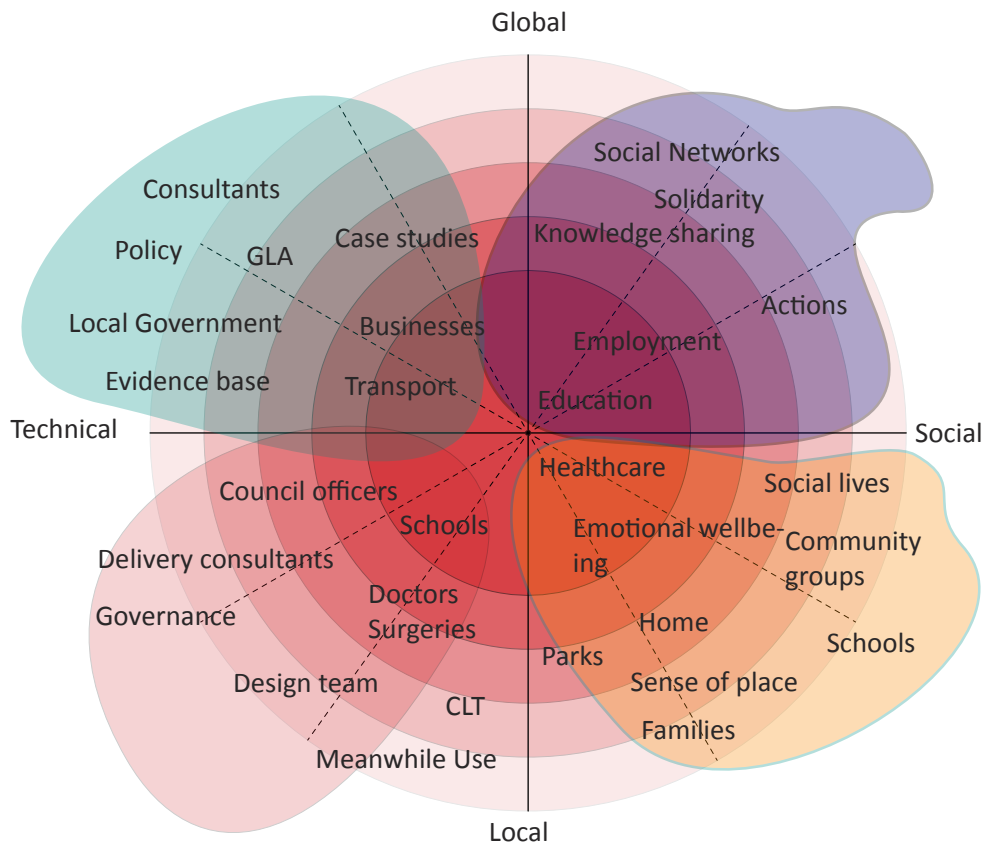 Global
Social Networks
Consultants
Solidarity
Knowledge sharing
Case studies
Policy
GLA
Actions
Local Government
Businesses
Employment
Evidence base
Transport
Education
Technical
Social
Healthcare
Social lives
Council officers
Schools
Emotional wellbe-
ing
Community
groups
Delivery consultants
Doctors
Surgeries
Governance
Home
Schools
Parks
Design team
Sense of place
CLT
Families
Meanwhile Use
Local